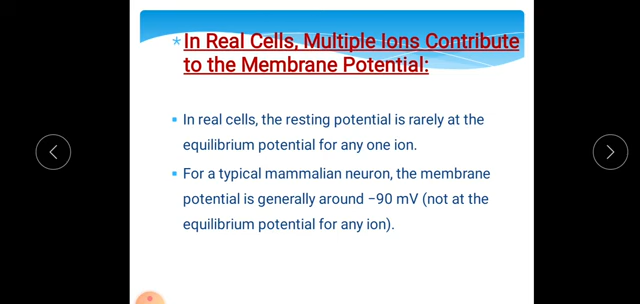 * In Real Cells, Multiple Ions Contribute
to the Membrane Potential:
▪ In real cells, the resting potential is rarely at the
equilibrium potential for any one ion.
▪ For a typical mammalian neuron, the membrane
potential is generally around −90 mV (not at the
equilibrium potential for any ion).